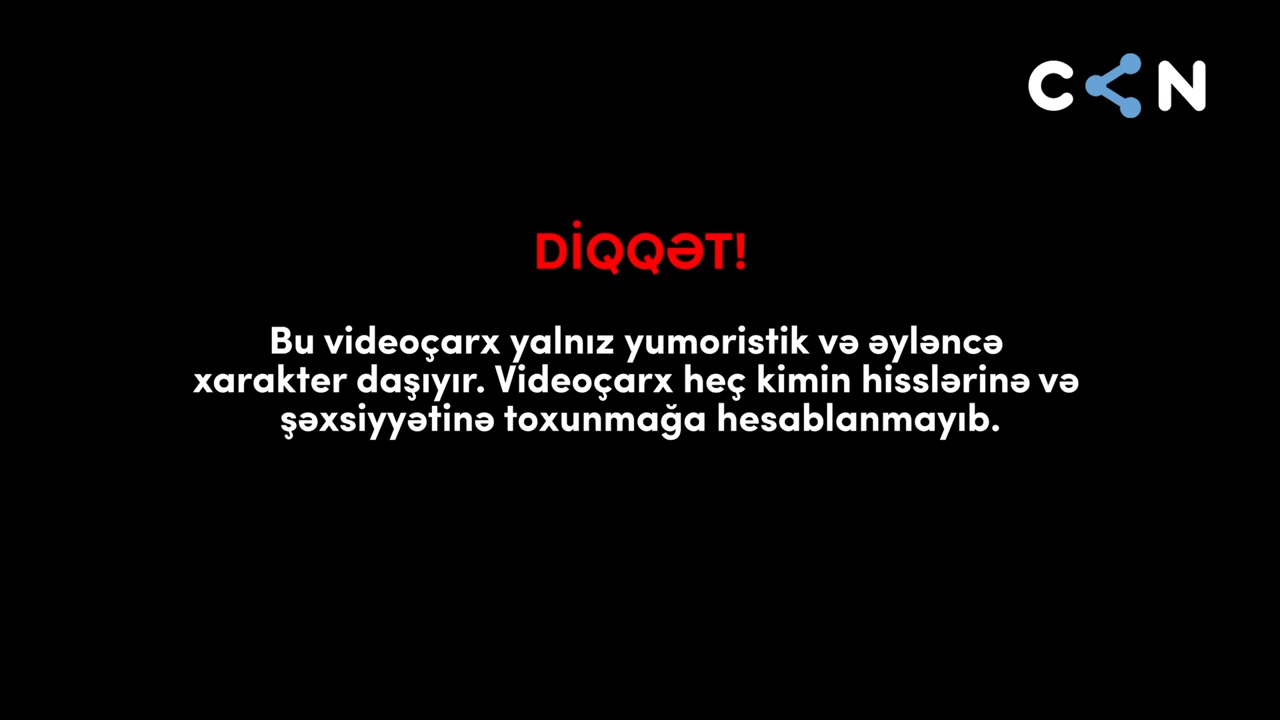 C N
DİQQƏT!
Bu videoçarx yalnız yumoristik və əyləncə
xarakter daşıyır. Videoçarx heç kimin hisslərinə və
şəxsiyyətinə toxunmağa hesablanmayıb.